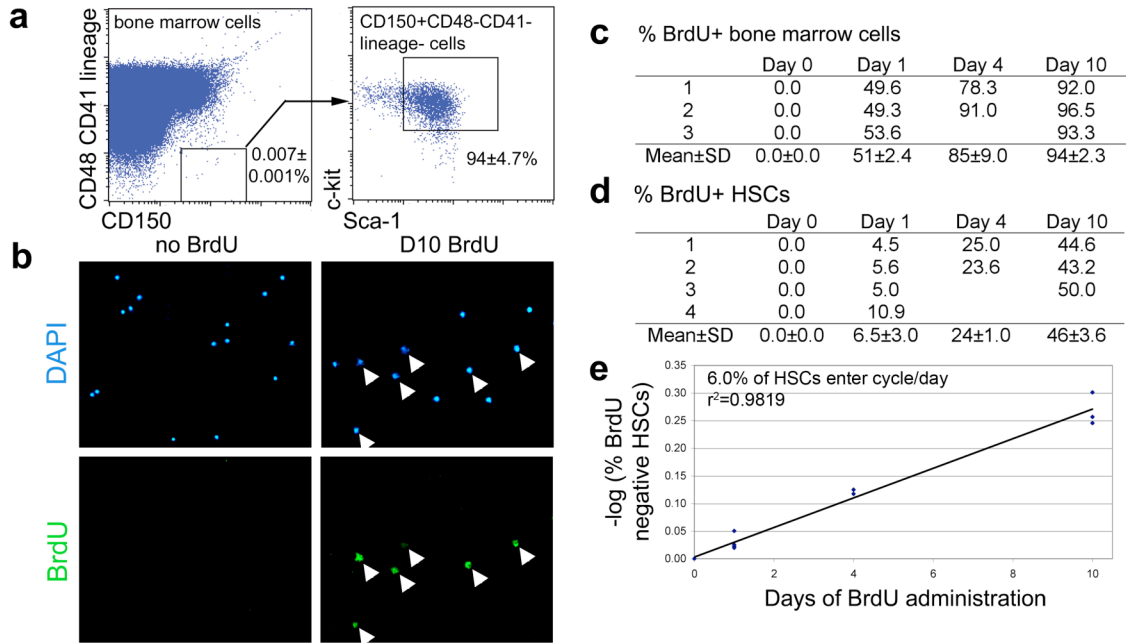 a
bone marrow cells
CD48 CD41 lineage
0.007±
0.001%
CD150
CD150+CD48-CD41-
lineage- cells
94±4.7%
c-kit
Sca-1
b
no BrdU
D10 BrdU
DAPI
BrdU
c % BrdU+ bone marrow cells
Day 0 Day 1 Day 4 Day 10
1 0.0 49.6 78.3 92.0
2 0.0 49.3 91.0 96.5
3 0.0 53.6 93.3
Mean±SD 0.0±0.0 51±2.4 85±9.0 94±2.3
d % BrdU+ HSCs
Day 0 Day 1 Day 4 Day 10
1 0.0 4.5 25.0 44.6
2 0.0 5.6 23.6 43.2
3 0.0 5.0 50.0
4 0.0 10.9
Mean±SD 0.0±0.0 6.5±3.0 24±1.0 46±3.6
e
6.0% of HSCs enter cycle/day
r²=0.9819
-log (% BrdU
negative HSCs)
0.35
0.30
0.25
0.20
0.15
0.10
0.05
0.00
0 2 4 6 8 10
Days of BrdU administration